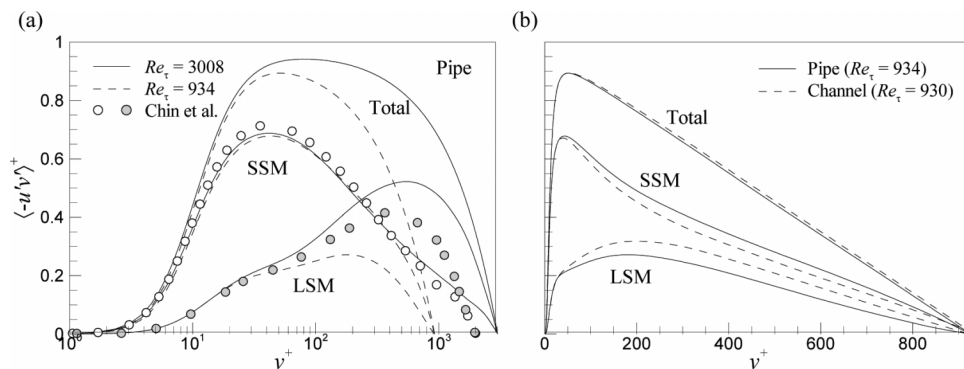 (a)
1
0.8
0.6
0.4
0.2
0
⟨-u'v'⟩⁺
Re_τ = 3008
Re_τ = 934
Chin et al.
Pipe
Total
SSM
LSM
10⁰ 10¹ 10² 10³
y⁺
(b)
Pipe (Re_τ = 934)
Channel (Re_τ = 930)
Total
SSM
LSM
0 200 400 600 800
y⁺